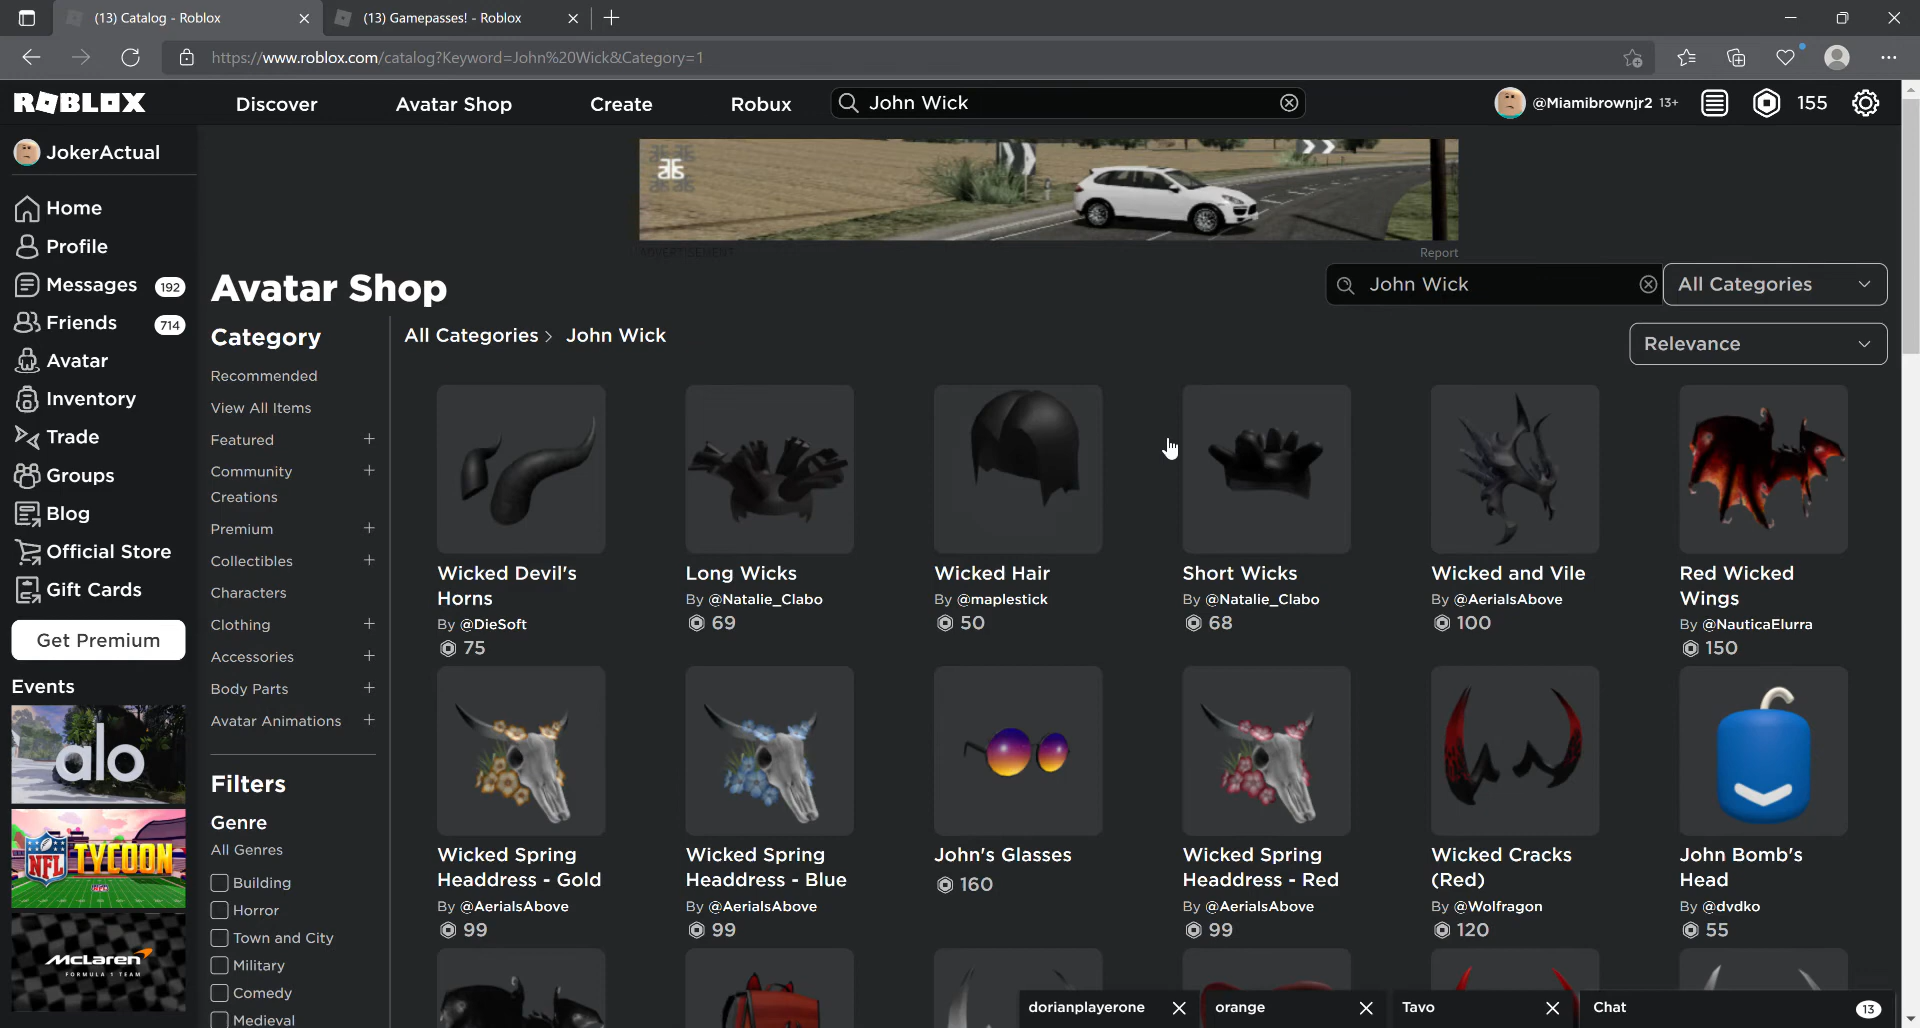 (13) Catalog - Roblox
(13) Gamepasses! - Roblox
https://www.roblox.com/catalog?Keyword=John%20Wick&Category=1
ROBLOX
Discover
Avatar Shop
Create
Robux
John Wick
@Miamibrownjr2 13+
155
JokerActual
Home
Profile
Messages 192
Friends 714
Avatar
Inventory
Trade
Groups
Blog
Official Store
Gift Cards
Get Premium
Events
alo
NFL TYCOON
McLaren
FORMULA 1 TEAM
ADVERTISEMENT
Report
Avatar Shop
John Wick
All Categories
Category
All Categories > John Wick
Relevance
Recommended
View All Items
Featured +
Community +
Creations
Premium +
Collectibles +
Characters
Clothing +
Accessories +
Body Parts +
Avatar Animations +
Filters
Genre
All Genres
Building
Horror
Town and City
Military
Comedy
Medieval
Wicked Devil's
Horns
By @DieSoft
75
Long Wicks
By @Natalie_Clabo
69
Wicked Hair
By @maplestick
50
Short Wicks
By @Natalie_Clabo
68
Wicked and Vile
By @AerialsAbove
100
Red Wicked
Wings
By @NauticaElurra
150
Wicked Spring
Headdress - Gold
By @AerialsAbove
99
Wicked Spring
Headdress - Blue
By @AerialsAbove
99
John's Glasses
160
Wicked Spring
Headdress - Red
By @AerialsAbove
99
Wicked Cracks
(Red)
By @Wolfragon
120
John Bomb's
Head
By @dvdko
55
dorianplayerone
orange
Tavo
Chat
13